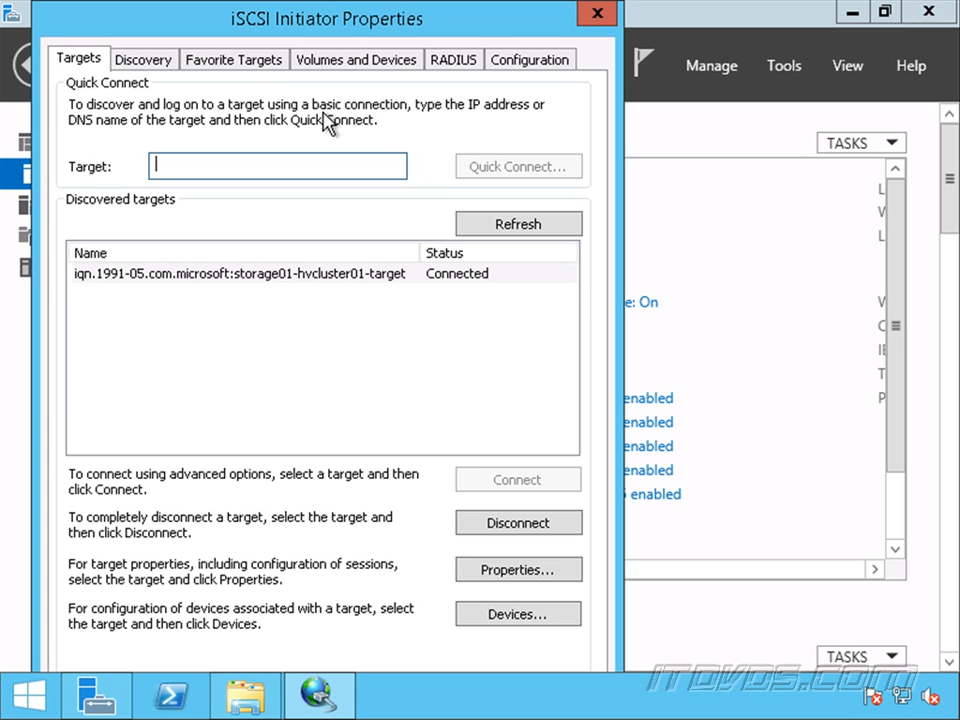 iSCSI Initiator Properties
Targets
Discovery
Favorite Targets
Volumes and Devices
RADIUS
Configuration
Manage
Tools
View
Help
Quick Connect
To discover and log on to a target using a basic connection, type the IP address or
DNS name of the target and then click Quick Connect.
Target:
Quick Connect...
TASKS
Discovered targets
Refresh
Name
Status
iqn.1991-05.com.microsoft:storage01-hvcluster01-target
Connected
e: On
enabled
enabled
enabled
enabled
enabled
To connect using advanced options, select a target and then
click Connect.
Connect
To completely disconnect a target, select the target and
then click Disconnect.
Disconnect
For target properties, including configuration of sessions,
select the target and click Properties.
Properties...
For configuration of devices associated with a target, select
the target and then click Devices.
Devices...
TASKS
ITDVDS.COM